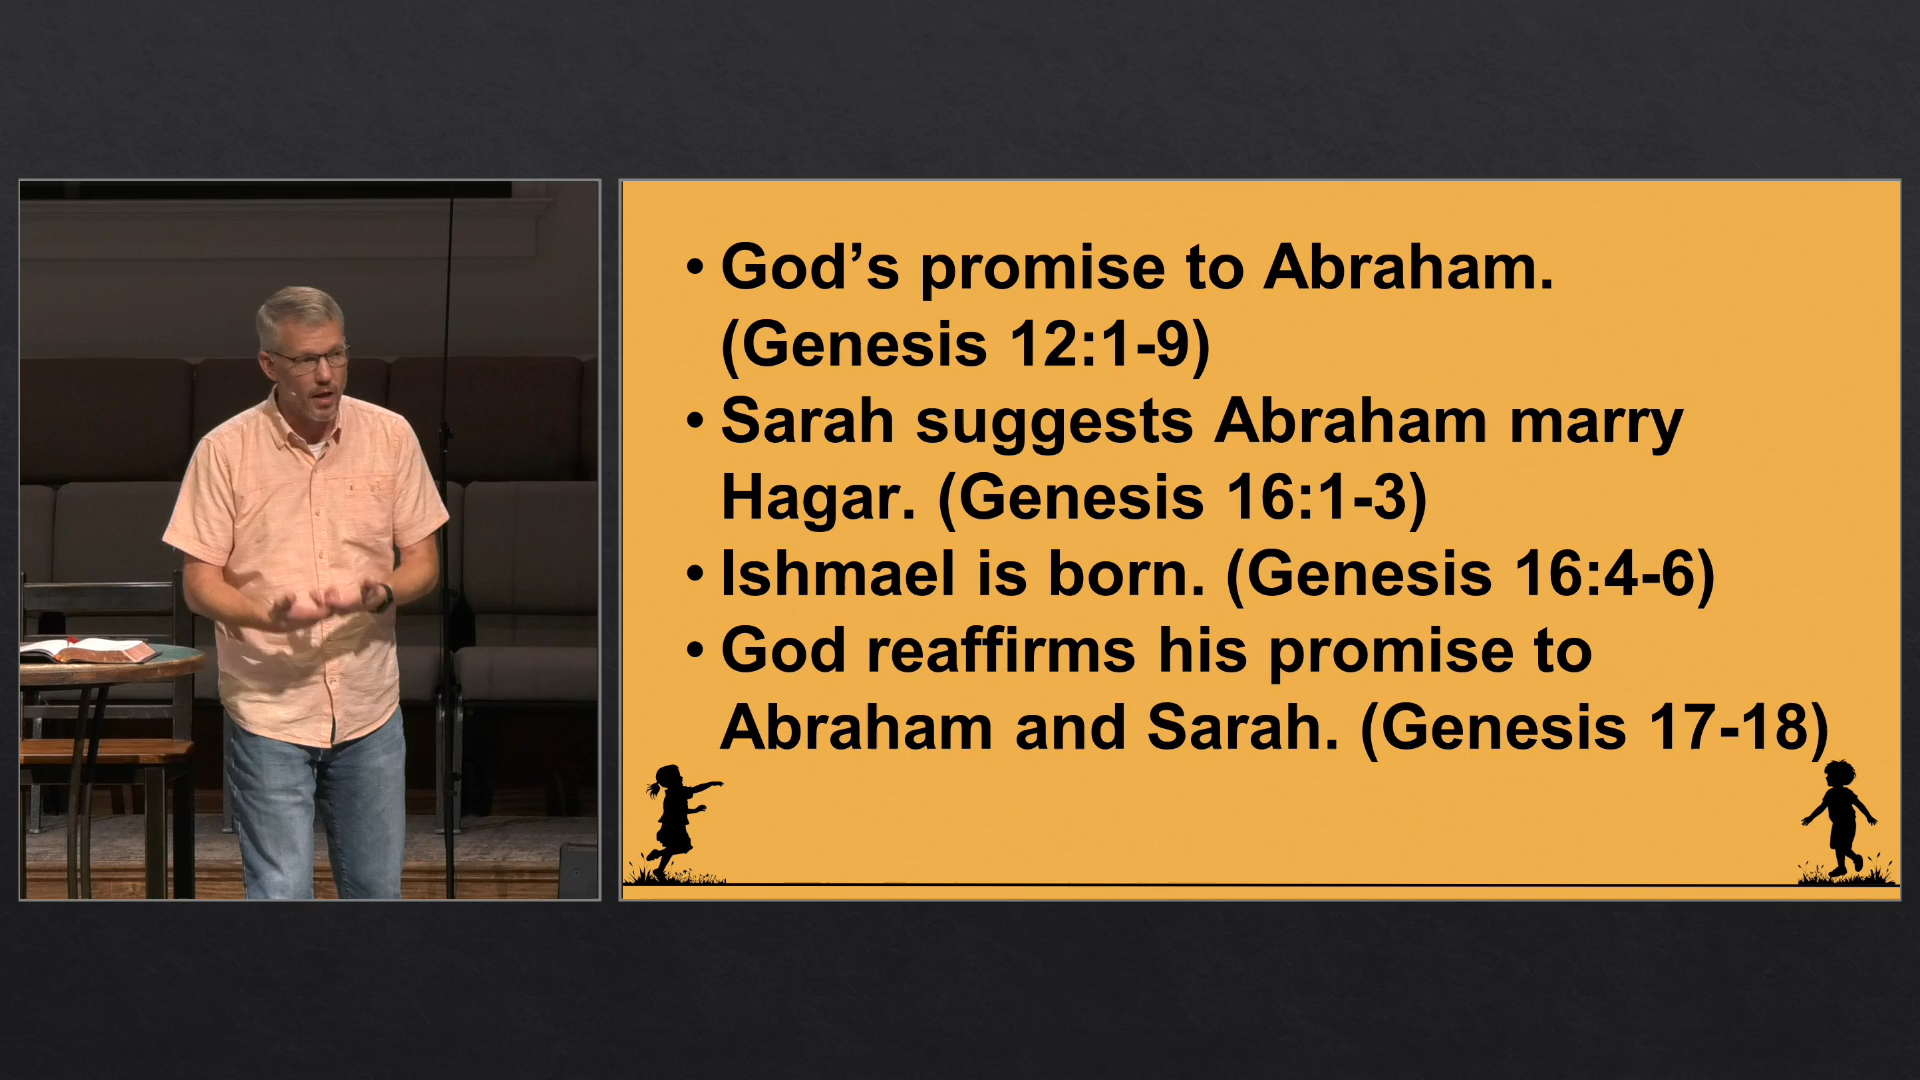 • God’s promise to Abraham.
(Genesis 12:1-9)
• Sarah suggests Abraham marry
Hagar. (Genesis 16:1-3)
• Ishmael is born. (Genesis 16:4-6)
• God reaffirms his promise to
Abraham and Sarah. (Genesis 17-18)